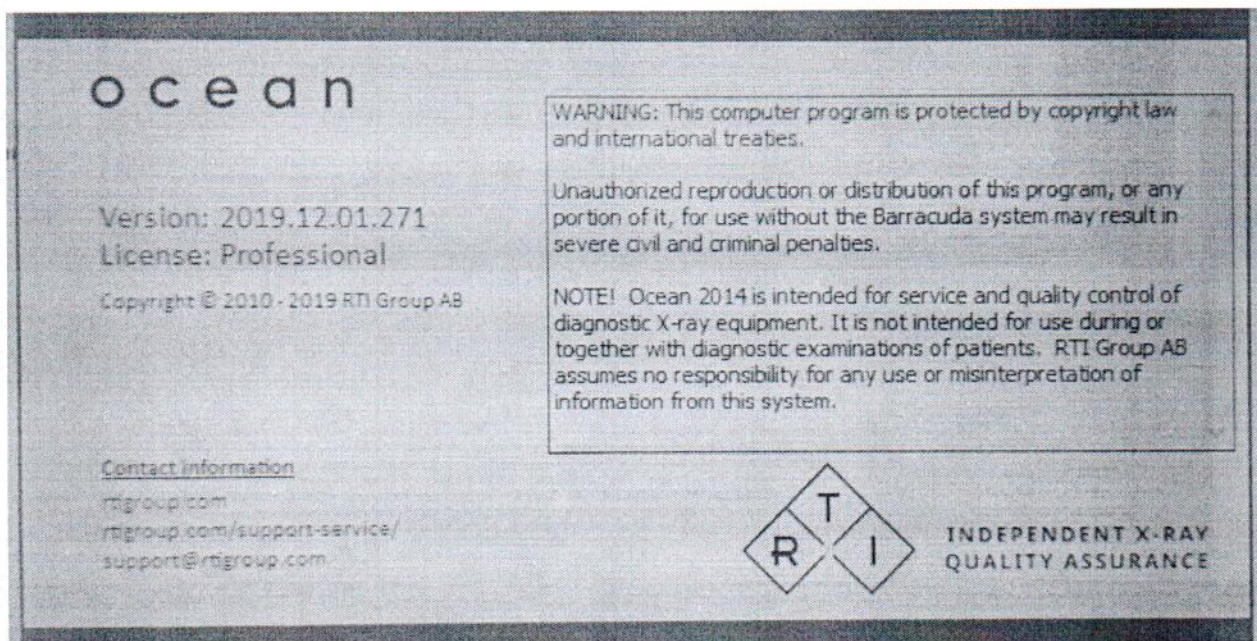 ocean
Version: 2019.12.01.271
License: Professional
Copyright © 2010 - 2019 RTI Group AB
Contact information
rtigroup.com
rtigroup.com/support-service/
support@rtigroup.com
WARNING: This computer program is protected by copyright law
and international treaties.
Unauthorized reproduction or distribution of this program, or any
portion of it, for use without the Barracuda system may result in
severe civil and criminal penalties.
NOTE! Ocean 2014 is intended for service and quality control of
diagnostic X-ray equipment. It is not intended for use during or
together with diagnostic examinations of patients. RTI Group AB
assumes no responsibility for any use or misinterpretation of
information from this system.
RTI
INDEPENDENT X-RAY
QUALITY ASSURANCE